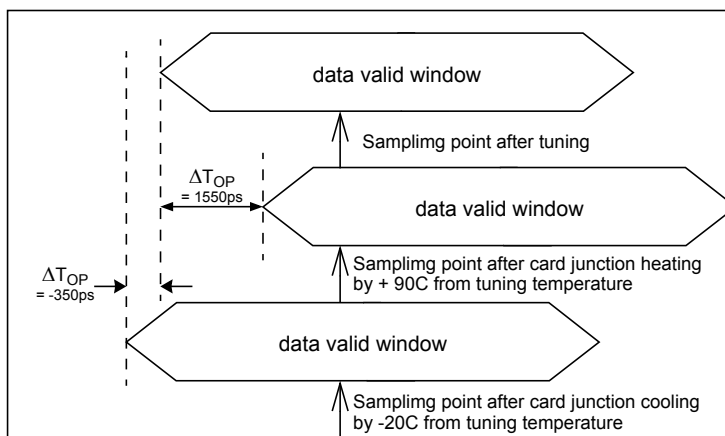 data valid window
Samplimg point after tuning
ΔTOP
= 1550ps
data valid window
ΔTOP
= -350ps
Samplimg point after card junction heating
by + 90C from tuning temperature
data valid window
Samplimg point after card junction cooling
by -20C from tuning temperature